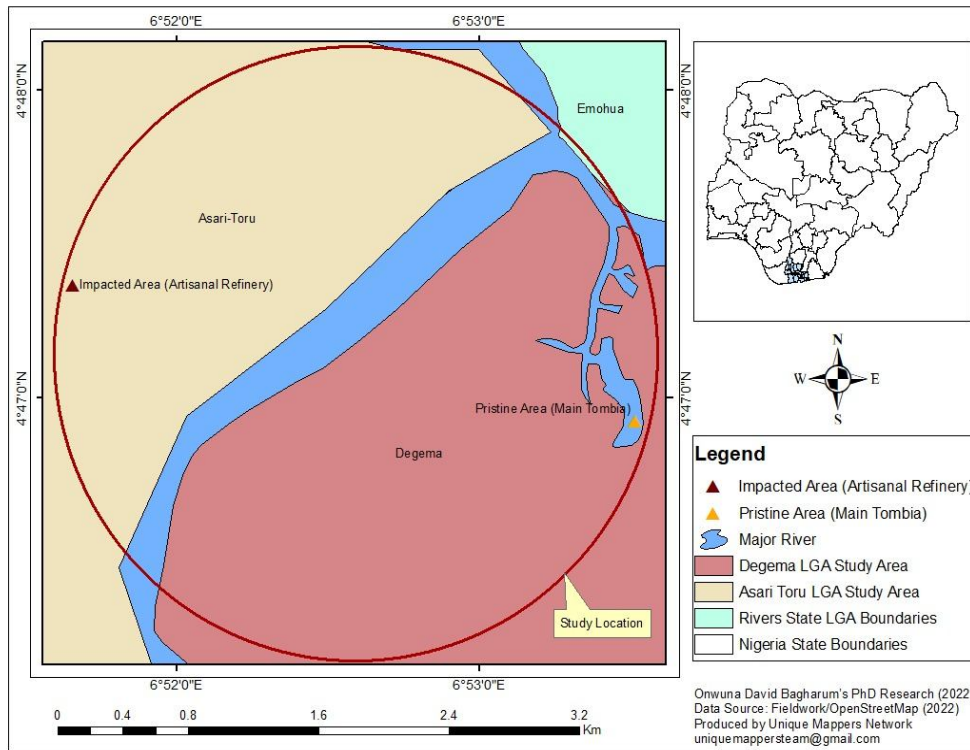 6°52'0"E
6°53'0"E
4°48'0"N
4°48'0"N
Emohua
Asari-Toru
Impacted Area (Artisanal Refinery)
4°47'0"N
4°47'0"N
Pristine Area (Main Tombia)
Degema
Study Location
6°52'0"E
6°53'0"E
0 0.4 0.8 1.6 2.4 3.2
Km
N
W E
S
Legend
Impacted Area (Artisanal Refinery)
Pristine Area (Main Tombia)
Major River
Degema LGA Study Area
Asari Toru LGA Study Area
Rivers State LGA Boundaries
Nigeria State Boundaries
Onwuna David Bagharum's PhD Research (2022
Data Source: Fieldwork/OpenStreetMap (2022)
Produced by Unique Mappers Network
uniquemappersteam@gmail.com